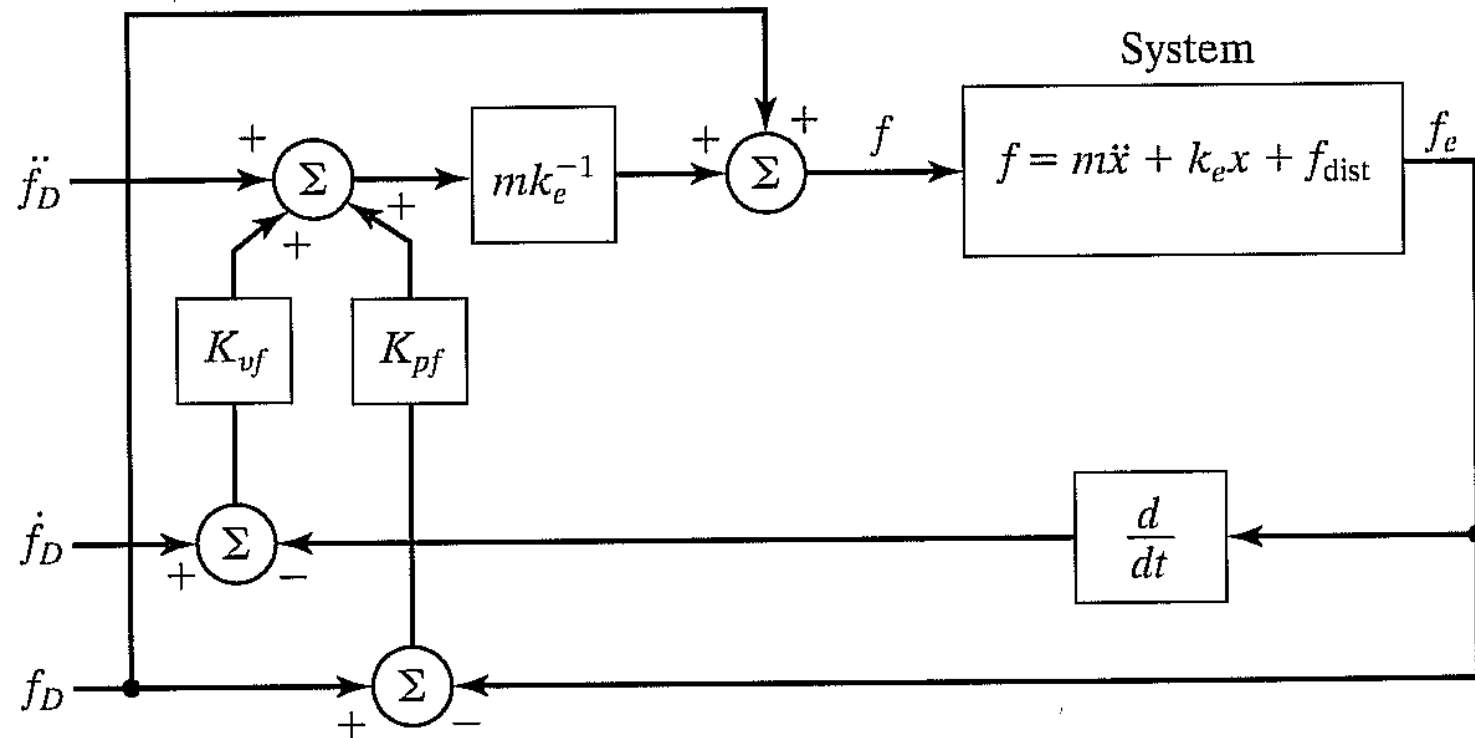 System
f̈_D
+
Σ
+
+
mk_e^{-1}
+
+
Σ
f
f = mẍ + k_e x + f_dist
f_e
K_vf
K_pf
ḟ_D
+
Σ
−
d/dt
f_D
+
Σ
−